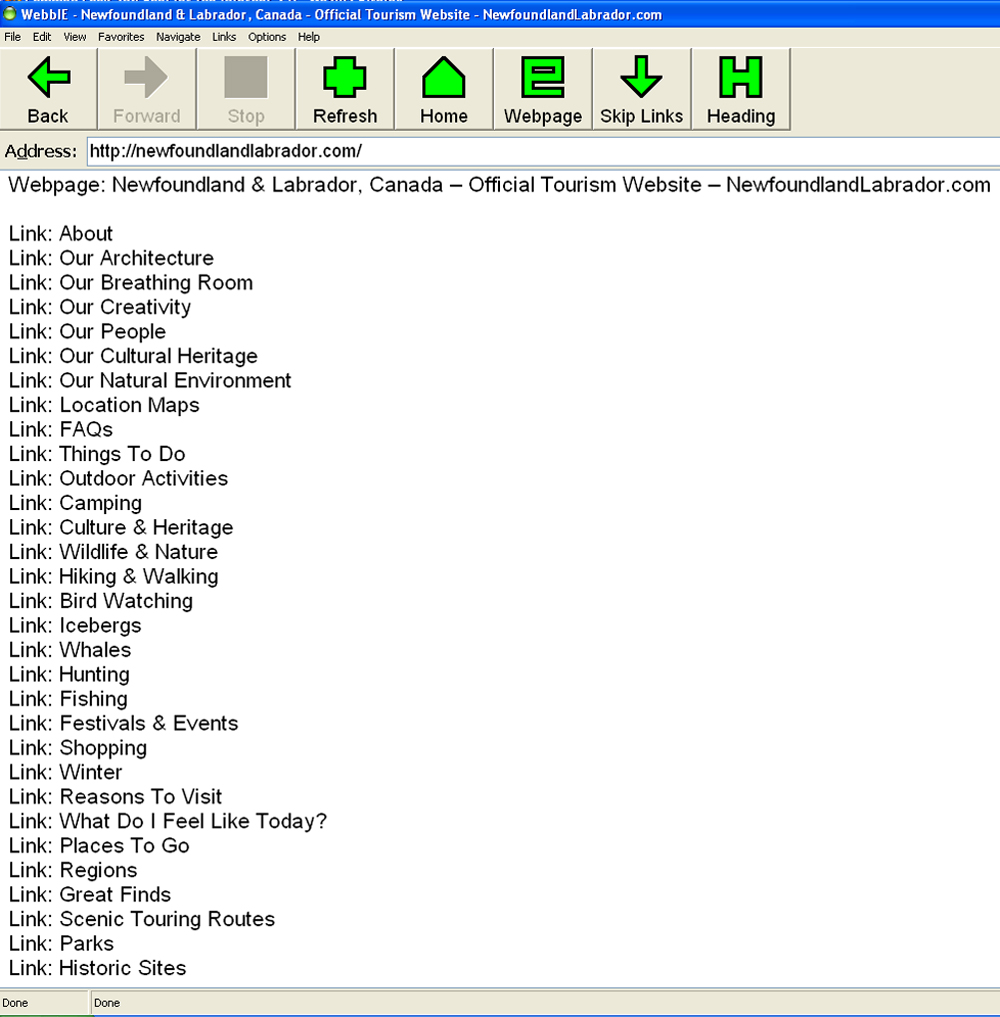 WebbIE - Newfoundland & Labrador, Canada - Official Tourism Website - NewfoundlandLabrador.com
File Edit View Favorites Navigate Links Options Help
Back Forward Stop Refresh Home Webpage Skip Links Heading
Address: http://newfoundlandlabrador.com/
Webpage: Newfoundland & Labrador, Canada – Official Tourism Website – NewfoundlandLabrador.com
Link: About
Link: Our Architecture
Link: Our Breathing Room
Link: Our Creativity
Link: Our People
Link: Our Cultural Heritage
Link: Our Natural Environment
Link: Location Maps
Link: FAQs
Link: Things To Do
Link: Outdoor Activities
Link: Camping
Link: Culture & Heritage
Link: Wildlife & Nature
Link: Hiking & Walking
Link: Bird Watching
Link: Icebergs
Link: Whales
Link: Hunting
Link: Fishing
Link: Festivals & Events
Link: Shopping
Link: Winter
Link: Reasons To Visit
Link: What Do I Feel Like Today?
Link: Places To Go
Link: Regions
Link: Great Finds
Link: Scenic Touring Routes
Link: Parks
Link: Historic Sites
Done Done